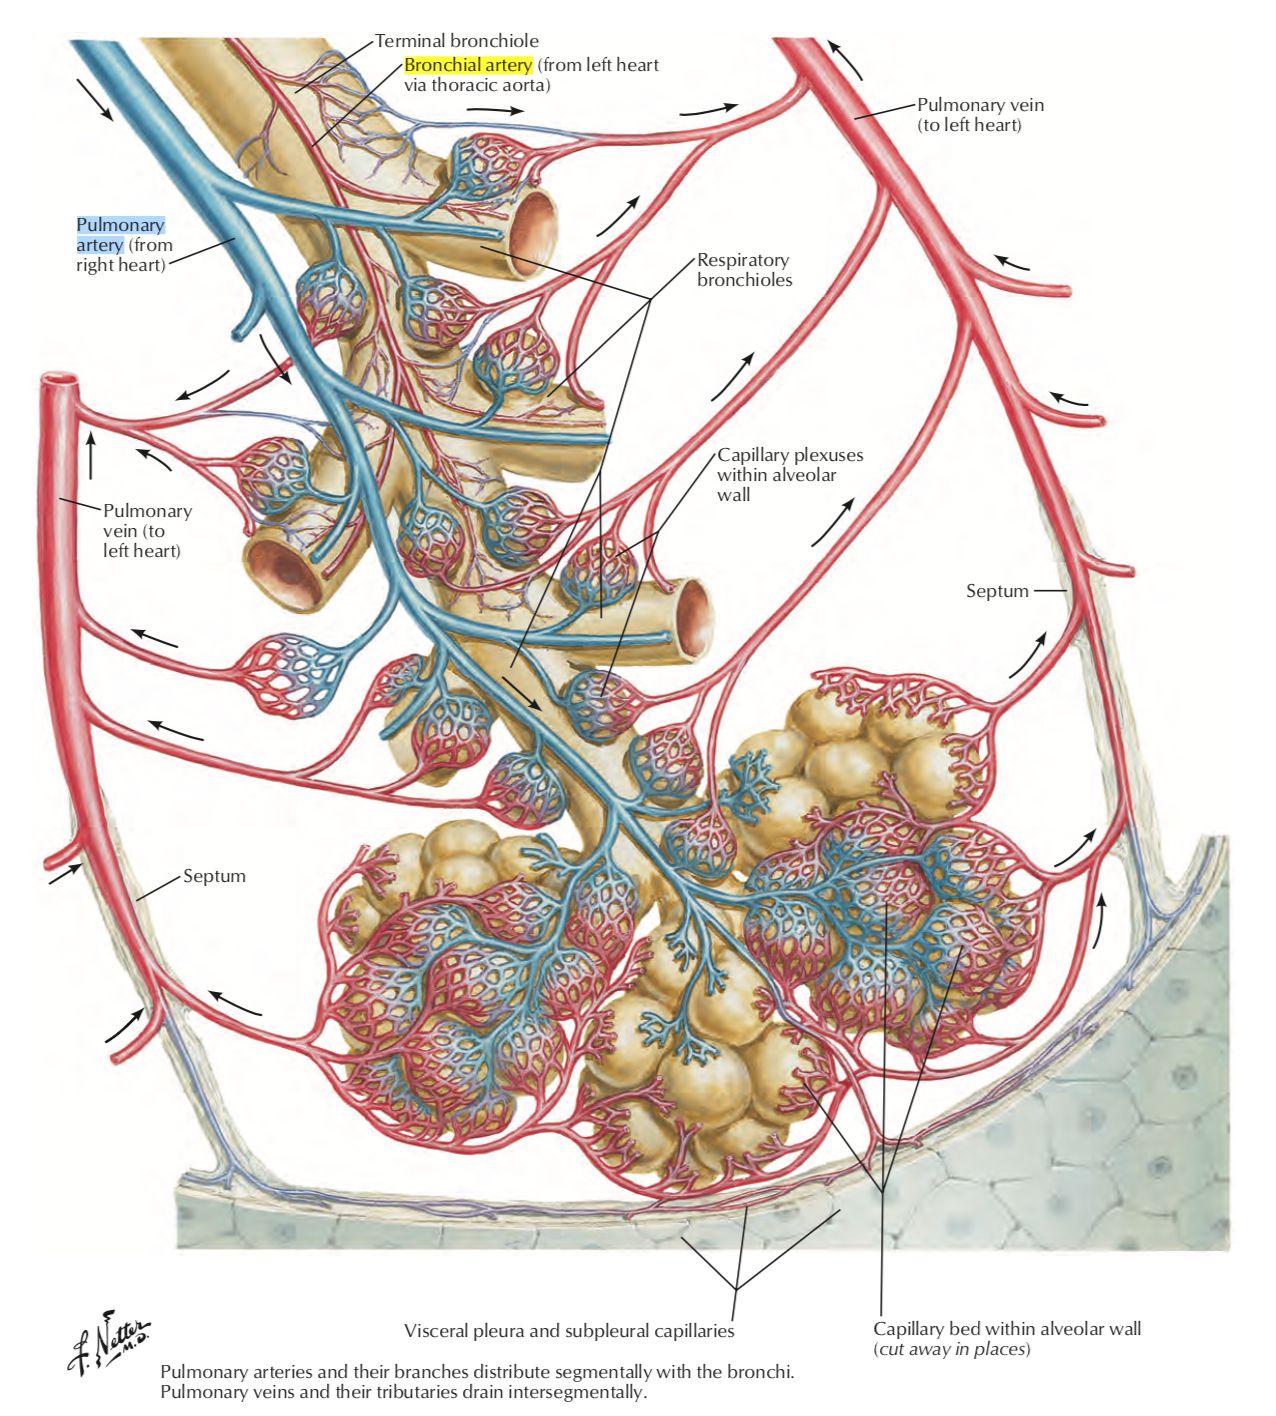 Terminal bronchiole
Bronchial artery (from left heart
via thoracic aorta)
Pulmonary vein
(to left heart)
Pulmonary
artery (from
right heart)
Respiratory
bronchioles
Capillary plexuses
within alveolar
wall
Pulmonary
vein (to
left heart)
Septum
Septum
Visceral pleura and subpleural capillaries
Capillary bed within alveolar wall
(cut away in places)
F. Netter
M.D.
Pulmonary arteries and their branches distribute segmentally with the bronchi.
Pulmonary veins and their tributaries drain intersegmentally.